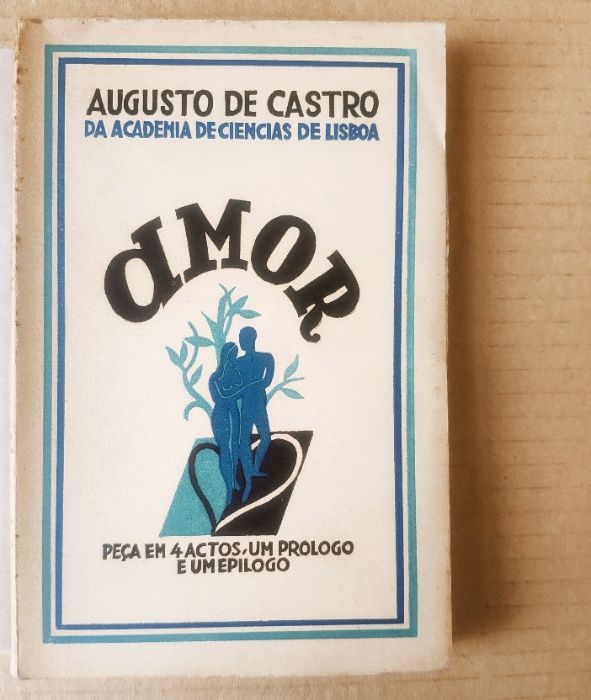 AUGUSTO DE CASTRO
DA ACADEMIA DE CIENCIAS DE LISBOA
aMOR
PEÇA EM 4 ACTOS, UM PROLOGO
E UM EPILOGO